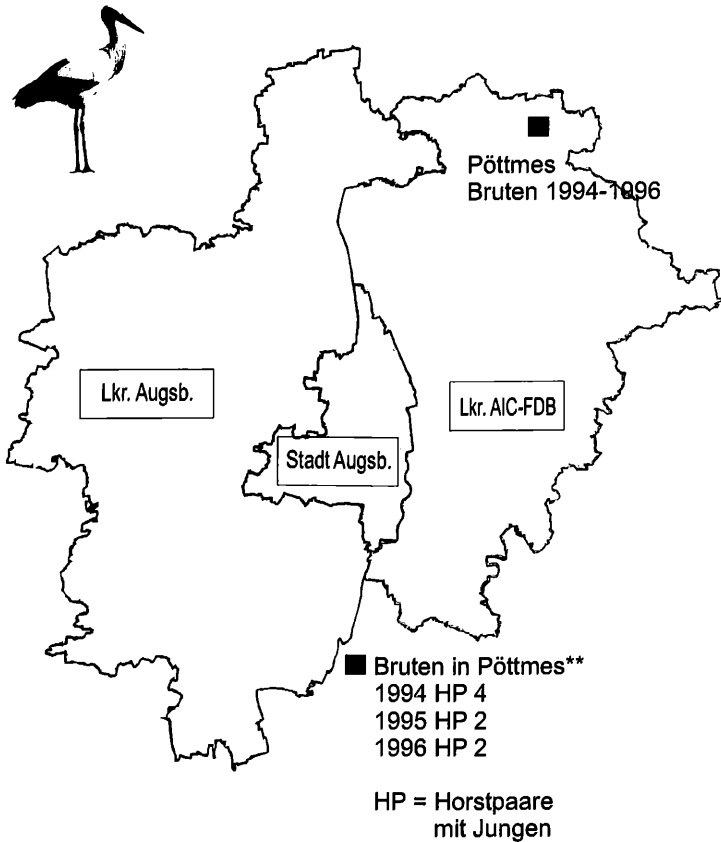 Pöttmes
Bruten 1994-1996
Lkr. Augsb.
Lkr. AIC-FDB
Stadt Augsb.
Bruten in Pöttmes**
1994 HP 4
1995 HP 2
1996 HP 2
HP = Horstpaare
mit Jungen